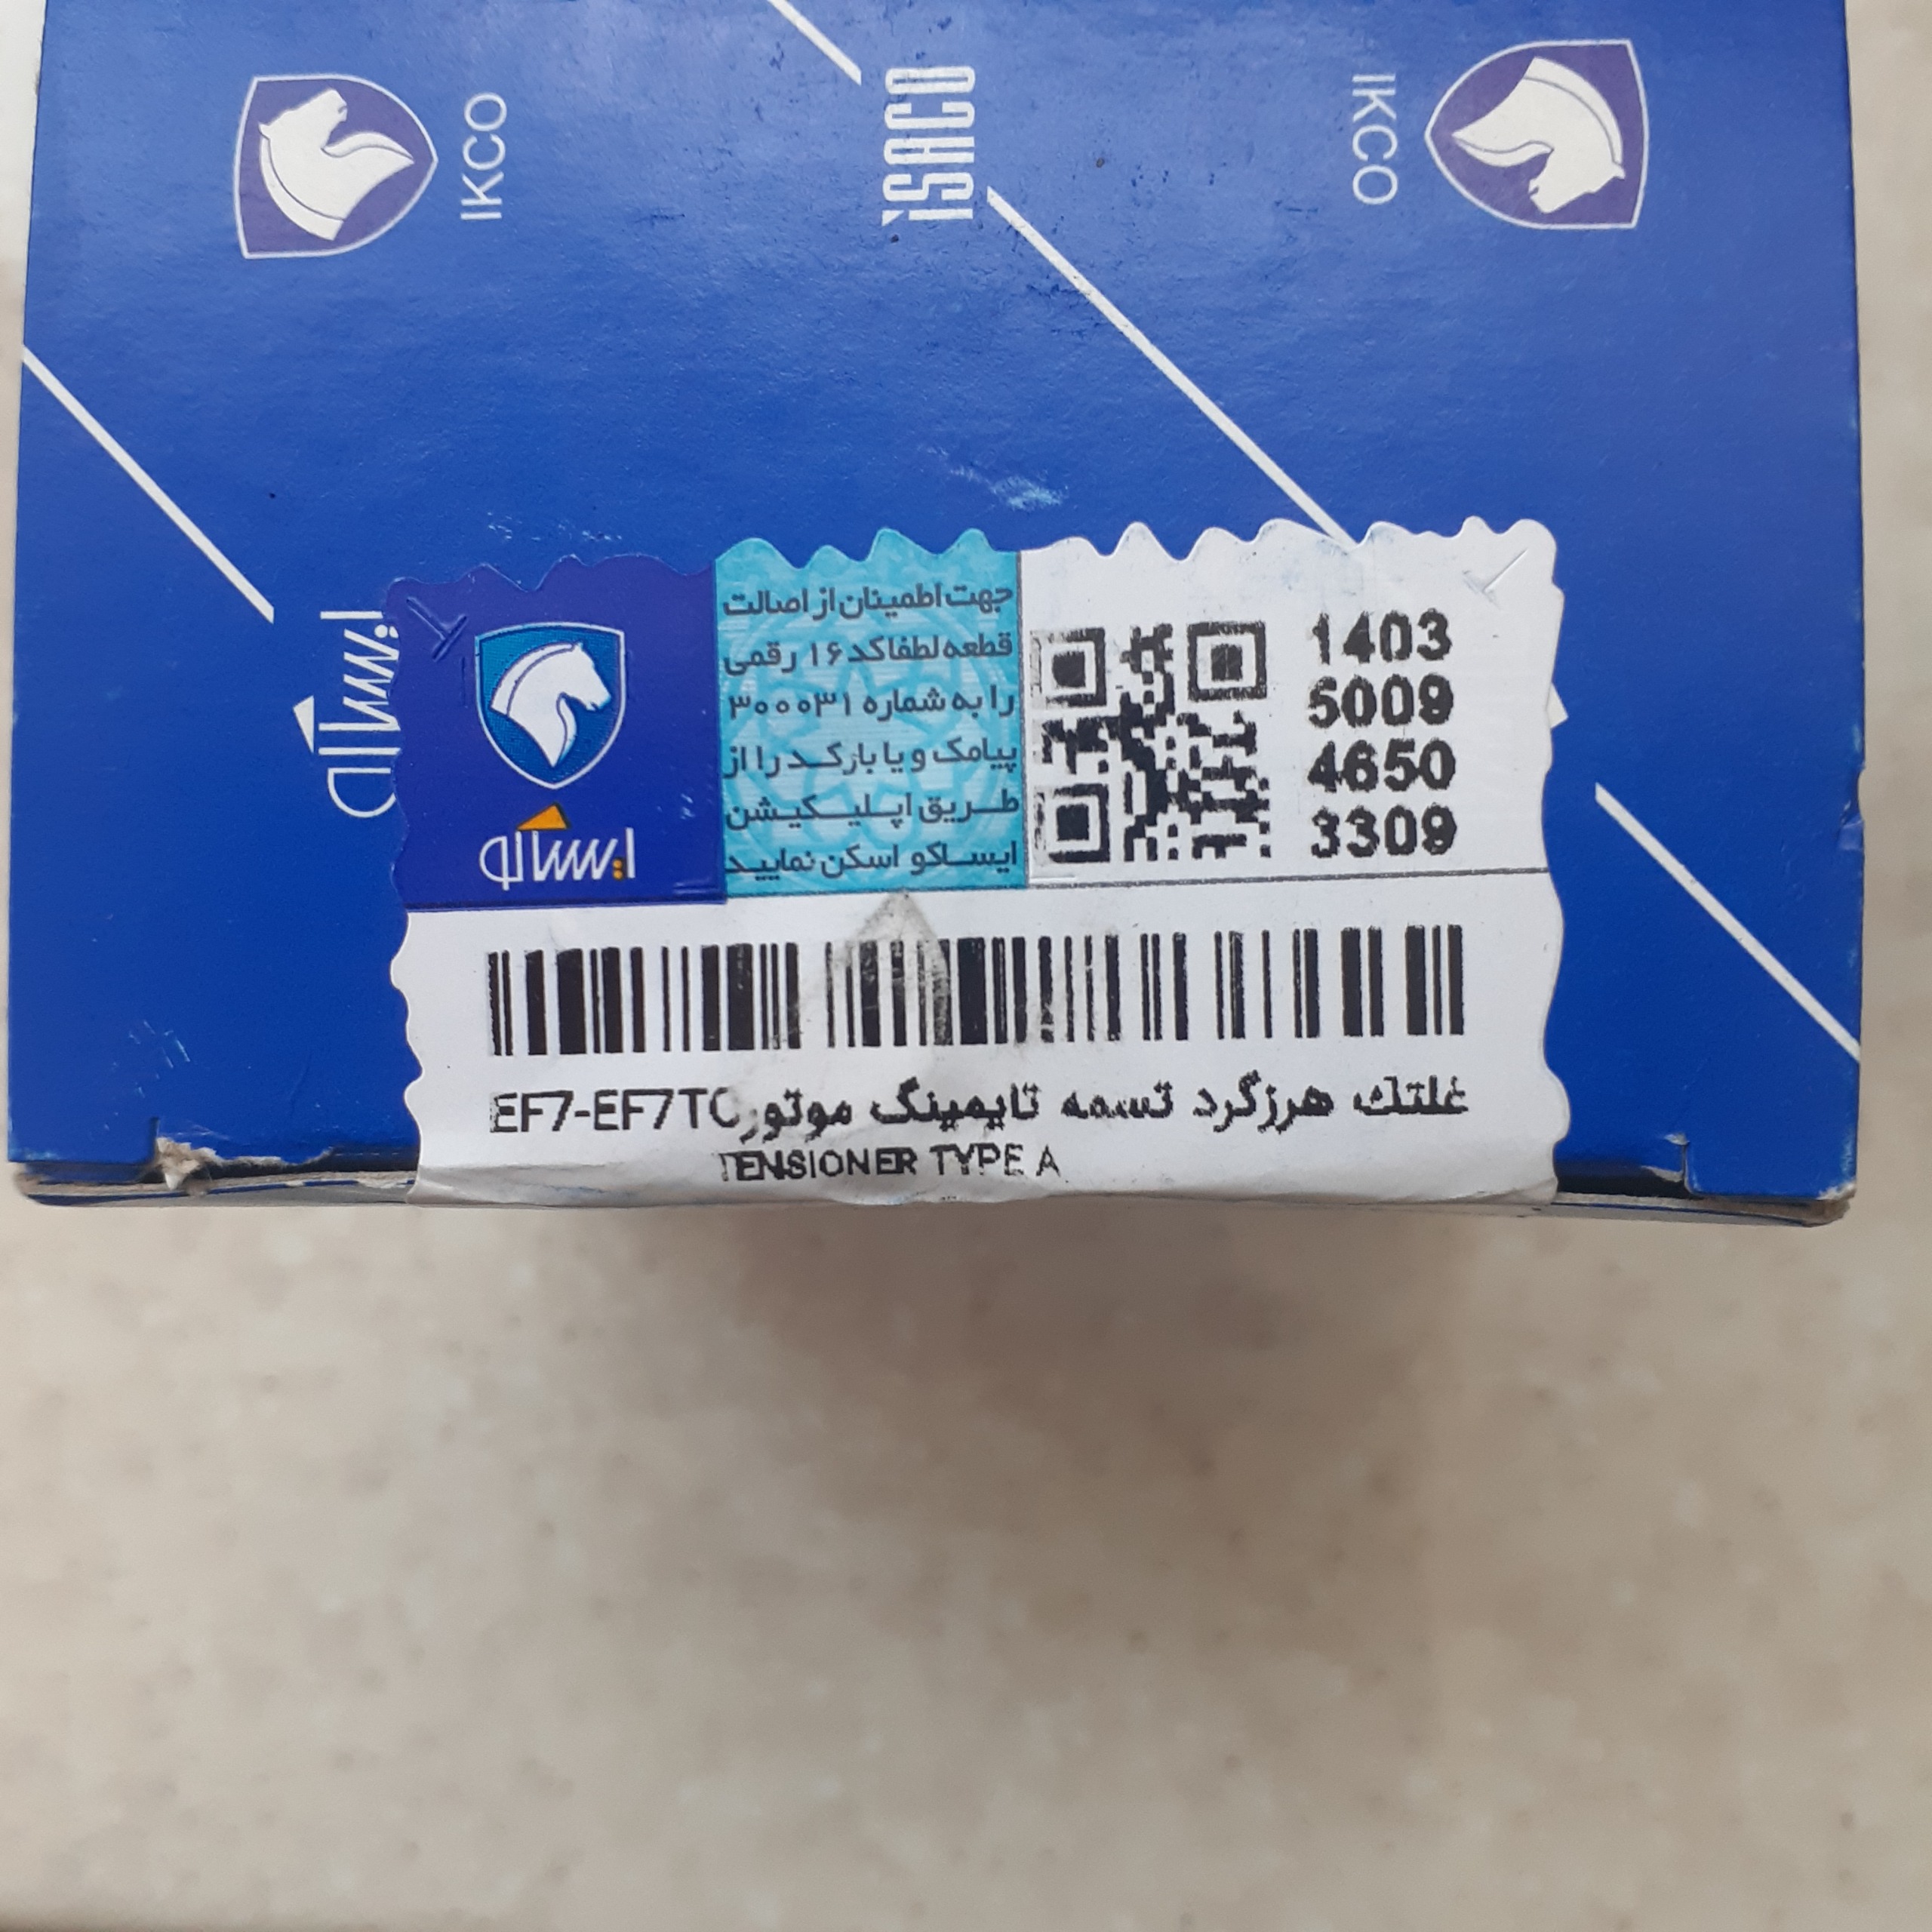 IKCO
ISACO
IKCO
ایساکو
ایساکو
جهت اطمینان از اصالت
قطعه لطفا کد ۱۶ رقمی
را به شماره ۳۰۰۰۳۱
پیامک و یا بارکد را از
طریق اپلیکیشن
ایساکو اسکن نمایید
1403
5009
4650
3309
غلتك هرزگرد تسمه تایمینگ موتور EF7-EF7TC
TENSIONER TYPE A